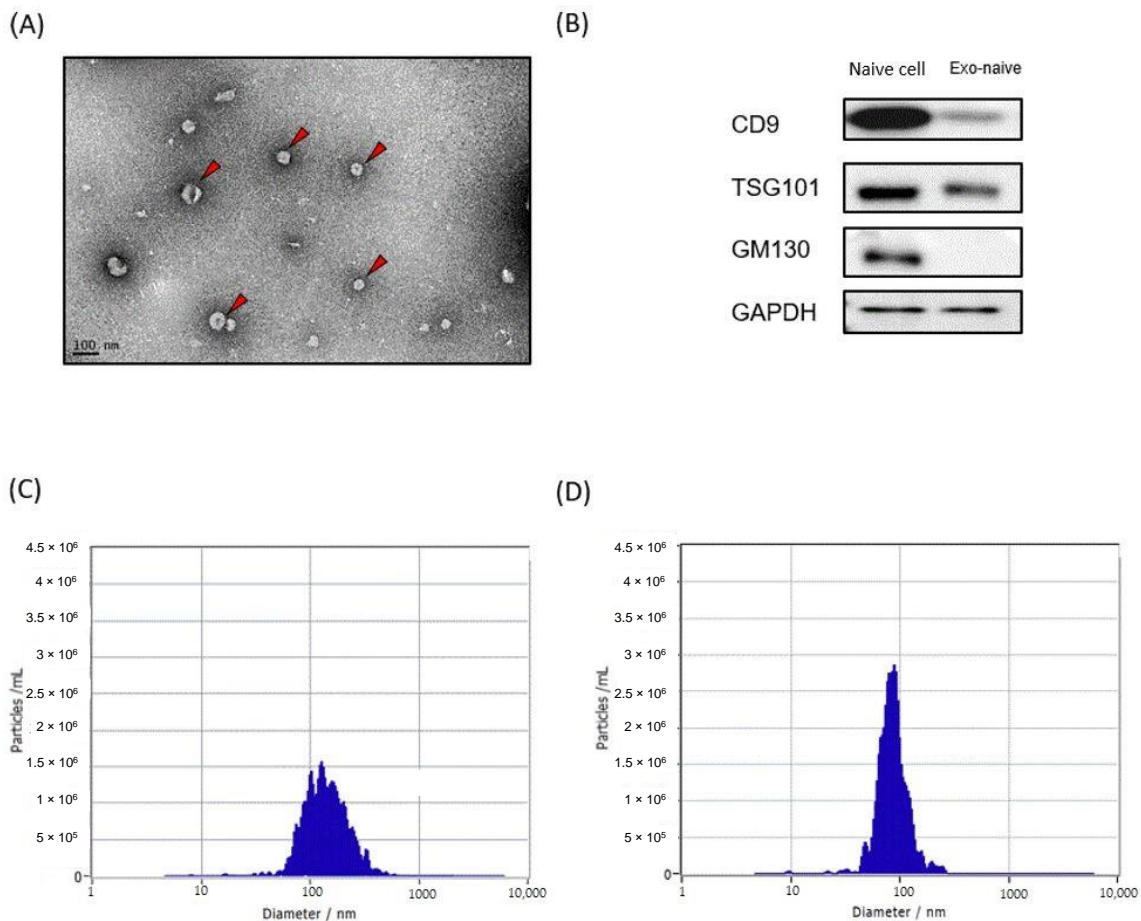 (A)
100 nm
(B)
Naive cell Exo-naive
CD9
TSG101
GM130
GAPDH
(C)
4.5 × 10⁶
4 × 10⁶
3.5 × 10⁶
3 × 10⁶
2.5 × 10⁶
2 × 10⁶
1.5 × 10⁶
1 × 10⁶
5 × 10⁵
0
Particles /mL
1 10 100 1000 10,000
Diameter / nm
(D)
4.5 × 10⁶
4 × 10⁶
3.5 × 10⁶
3 × 10⁶
2.5 × 10⁶
2 × 10⁶
1.5 × 10⁶
1 × 10⁶
5 × 10⁵
0
Particles /mL
1 10 100 1000 10,000
Diameter / nm